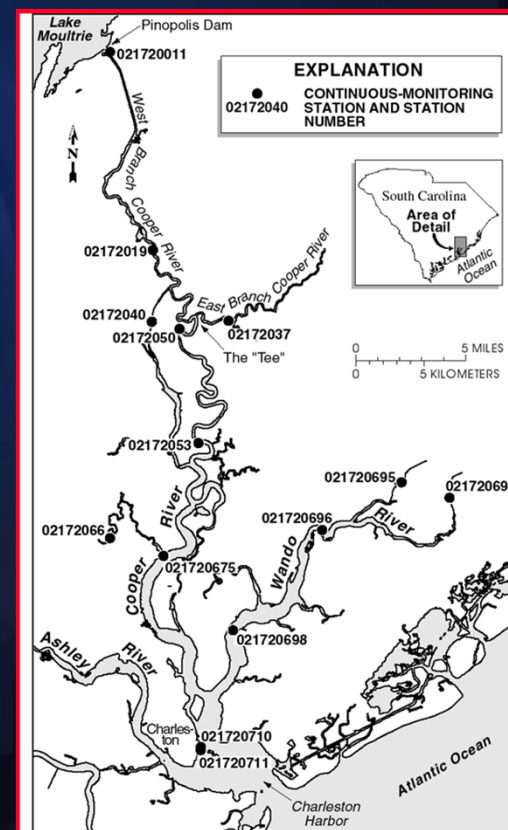 Lake
Moultrie
Pinopolis Dam
021720011
EXPLANATION
02172040
CONTINUOUS-MONITORING
STATION AND STATION
NUMBER
West Branch Cooper River
N
South Carolina
Area of
Detail
Atlantic
Ocean
02172019
East Branch Cooper River
02172040
02172050
02172037
The "Tee"
0 5 MILES
0 5 KILOMETERS
02172053
021720695
02172069
021720696
02172066
Cooper River
Wando River
021720675
021720698
Ashley River
Charles-
ton
021720710
021720711
Atlantic Ocean
Charleston
Harbor